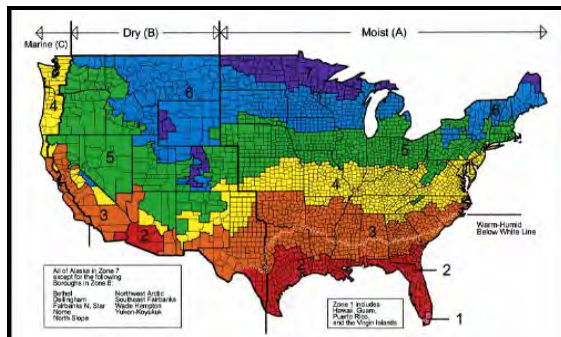 Marine (C)
Dry (B)
Moist (A)
7
6
6
4
5
5
4
3
3
2
2
Warm-Humid
Below White Line
2
1
All of Alaska in Zone 7
except for the following
Boroughs in Zone 8:
Bethel Northwest Arctic
Dellingham Southeast Fairbanks
Fairbanks N. Star Wade Hampton
Nome Yukon-Koyukuk
North Slope
Zone 1 includes
Hawaii, Guam,
Puerto Rico,
and the Virgin Islands